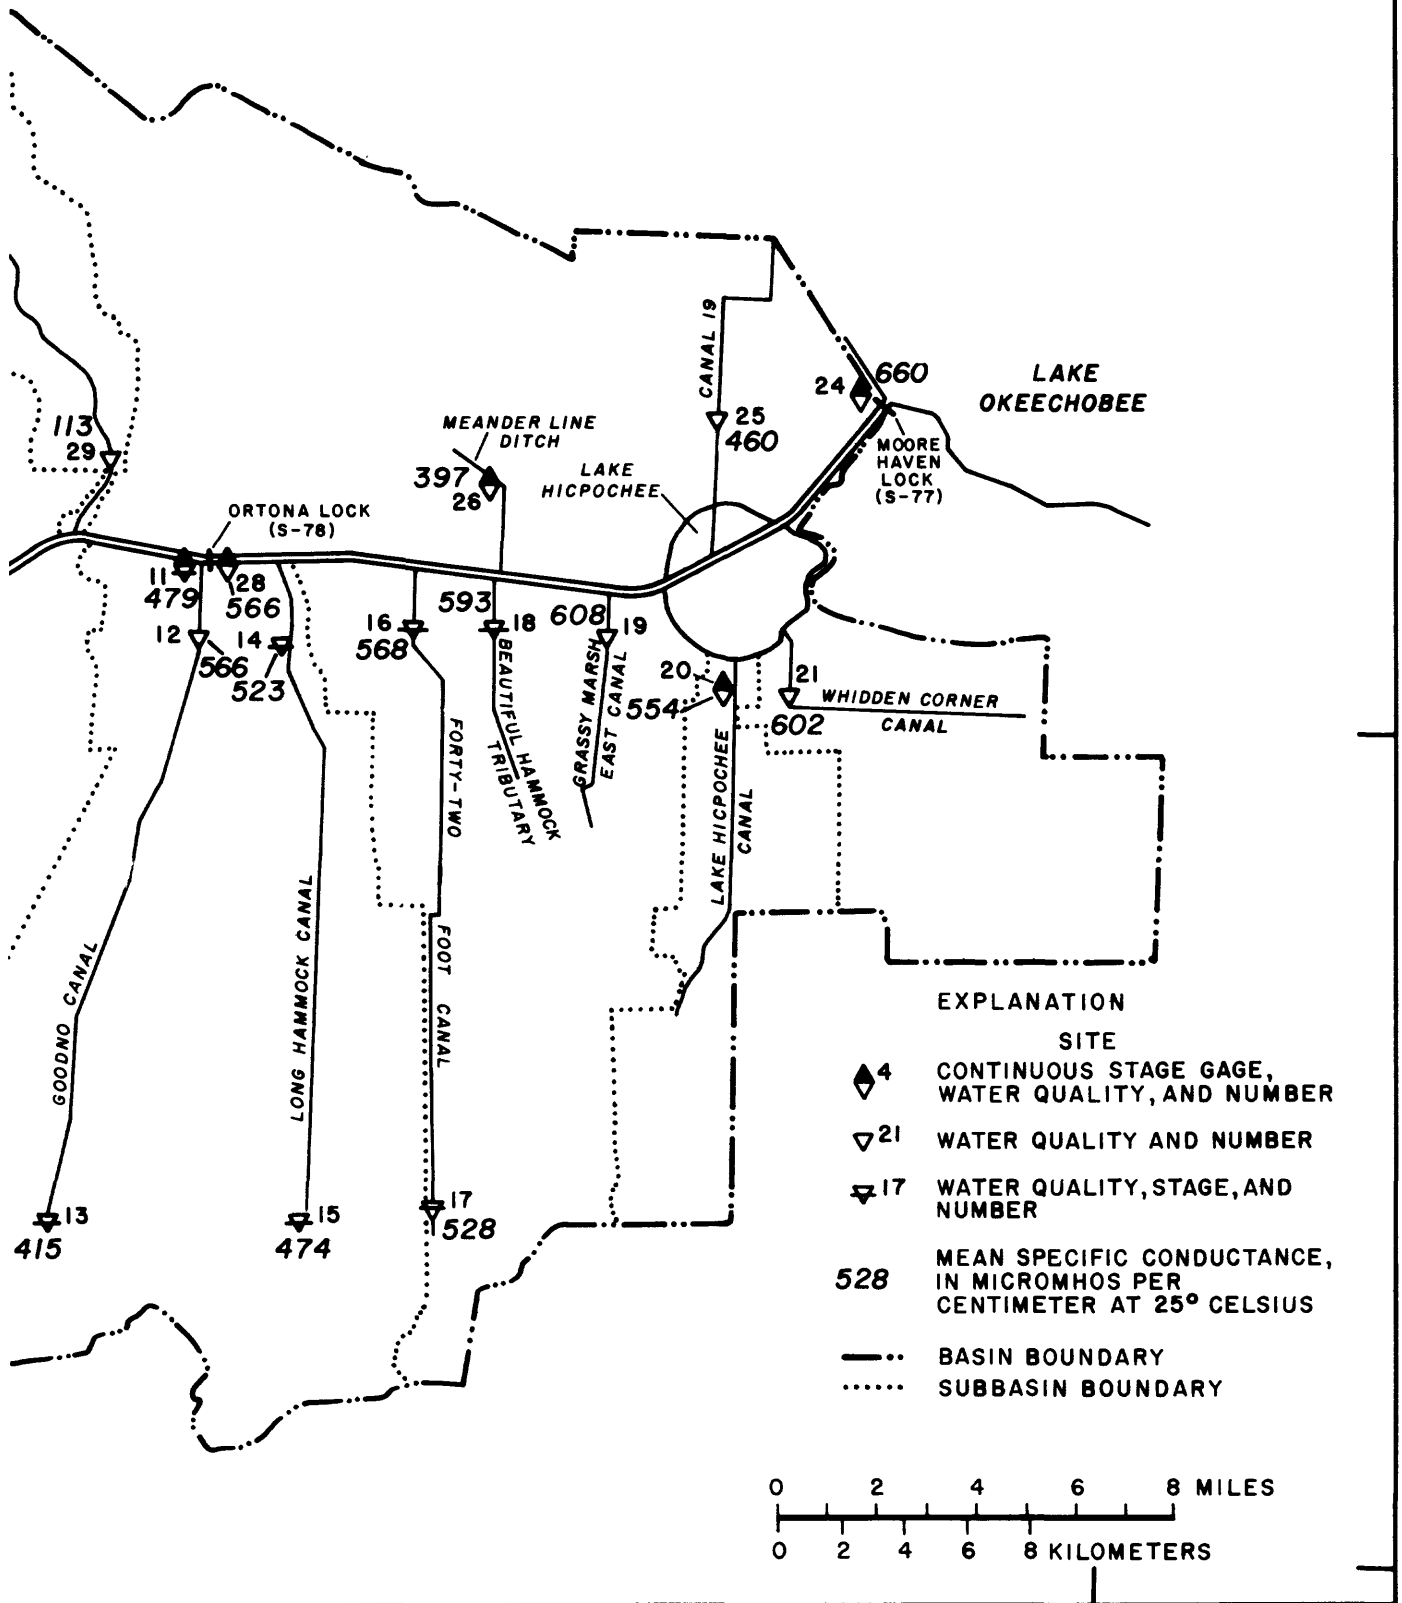 CANAL 19
24
660
LAKE
OKEECHOBEE
MOORE
HAVEN
LOCK
(S-77)
25
460
MEANDER LINE
DITCH
397
26
LAKE
HICPOCHEE
113
29
ORTONA LOCK
(S-78)
11
479
28
566
12
566
14
523
16
568
593
18
608
19
20
554
21
602
WHIDDEN CORNER
CANAL
BEAUTIFUL HAMMOCK
TRIBUTARY
GRASSY MARSH
EAST CANAL
FORTY-TWO
FOOT CANAL
LAKE HICPOCHEE
CANAL
LONG HAMMOCK CANAL
GOODNO CANAL
13
415
15
474
17
528
EXPLANATION
SITE
4 CONTINUOUS STAGE GAGE,
WATER QUALITY, AND NUMBER
21 WATER QUALITY AND NUMBER
17 WATER QUALITY, STAGE, AND
NUMBER
528 MEAN SPECIFIC CONDUCTANCE,
IN MICROMHOS PER
CENTIMETER AT 25° CELSIUS
BASIN BOUNDARY
SUBBASIN BOUNDARY
0 2 4 6 8 MILES
0 2 4 6 8 KILOMETERS